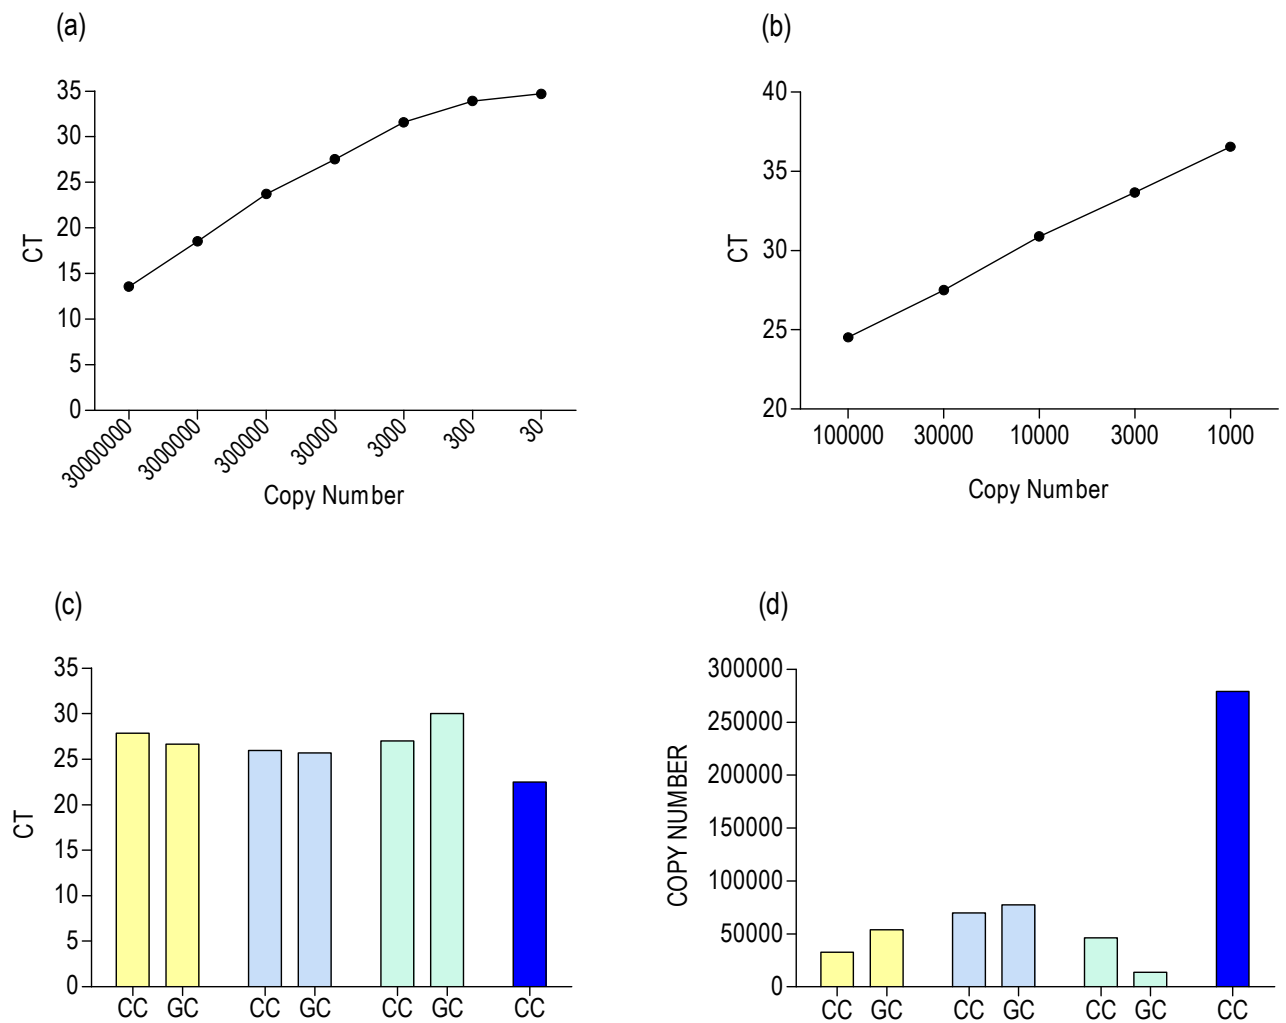 (a)
35
30
25
20
15
10
5
0
CT
30000000
3000000
300000
30000
3000
300
30
Copy Number
(b)
40
35
30
25
20
CT
100000 30000 10000 3000 1000
Copy Number
(c)
35
30
25
20
15
10
5
0
CT
CC GC CC GC CC GC CC
(d)
300000
250000
200000
150000
100000
50000
0
COPY NUMBER
CC GC CC GC CC GC CC